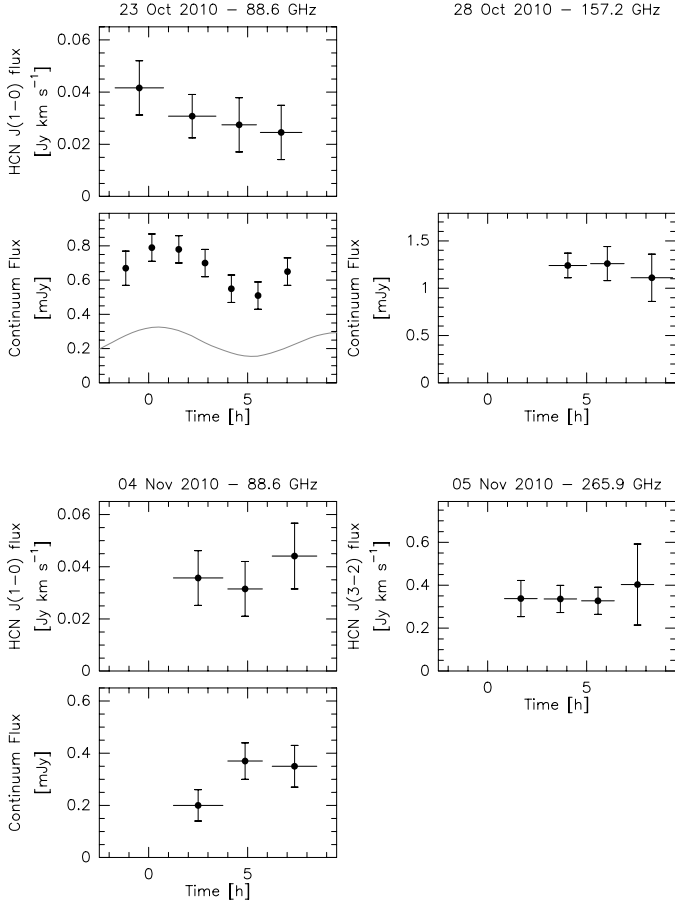 23 Oct 2010 – 88.6 GHz
28 Oct 2010 – 157.2 GHz
HCN J(1–0) flux
[Jy km s⁻¹]
0.06
0.04
0.02
0
Continuum Flux
[mJy]
0.8
0.6
0.4
0.2
0
0
5
Time [h]
Continuum Flux
[mJy]
1.5
1
0.5
0
0
5
Time [h]
04 Nov 2010 – 88.6 GHz
05 Nov 2010 – 265.9 GHz
HCN J(1–0) flux
[Jy km s⁻¹]
0.06
0.04
0.02
0
HCN J(3–2) flux
[Jy km s⁻¹]
0.6
0.4
0.2
0
0
5
Time [h]
Continuum Flux
[mJy]
0.6
0.4
0.2
0
0
5
Time [h]